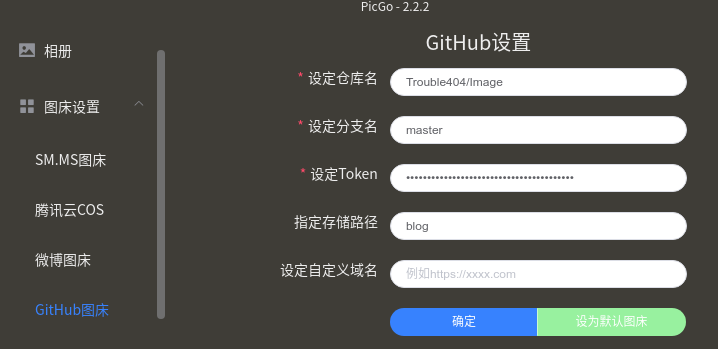 PicGo - 2.2.2
相册
图床设置
SM.MS图床
腾讯云COS
微博图床
GitHub图床
GitHub设置
* 设定仓库名 Trouble404/Image
* 设定分支名 master
* 设定Token ••••••••••••••••••••••••••••••••••••••••
指定存储路径 blog
设定自定义域名 例如https://xxxx.com
确定 设为默认图床